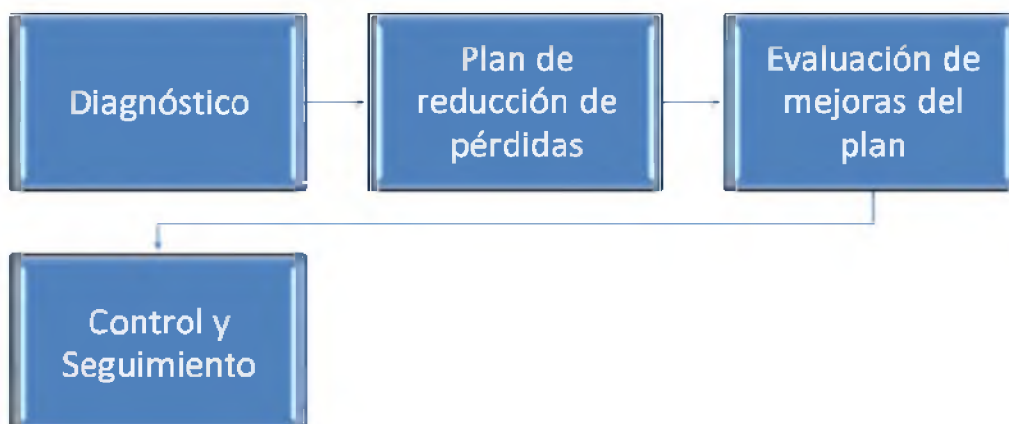 Diagnóstico
Plan de
reducción de
pérdidas
Evaluación de
mejoras del
plan
Control y
Seguimiento